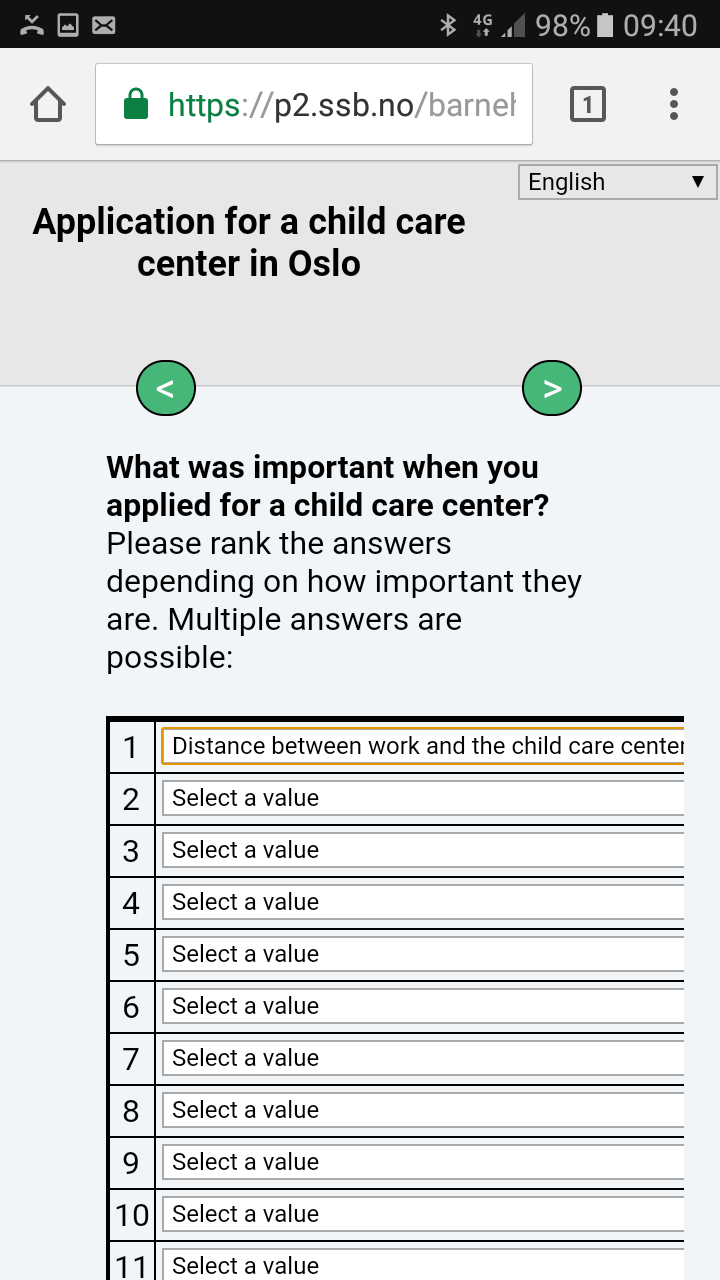 4G 98% 09:40
https://p2.ssb.no/barneh 1
English ▼
Application for a child care
center in Oslo
< >
What was important when you
applied for a child care center?
Please rank the answers
depending on how important they
are. Multiple answers are
possible:
1 Distance between work and the child care center
2 Select a value
3 Select a value
4 Select a value
5 Select a value
6 Select a value
7 Select a value
8 Select a value
9 Select a value
10 Select a value
11 Select a value